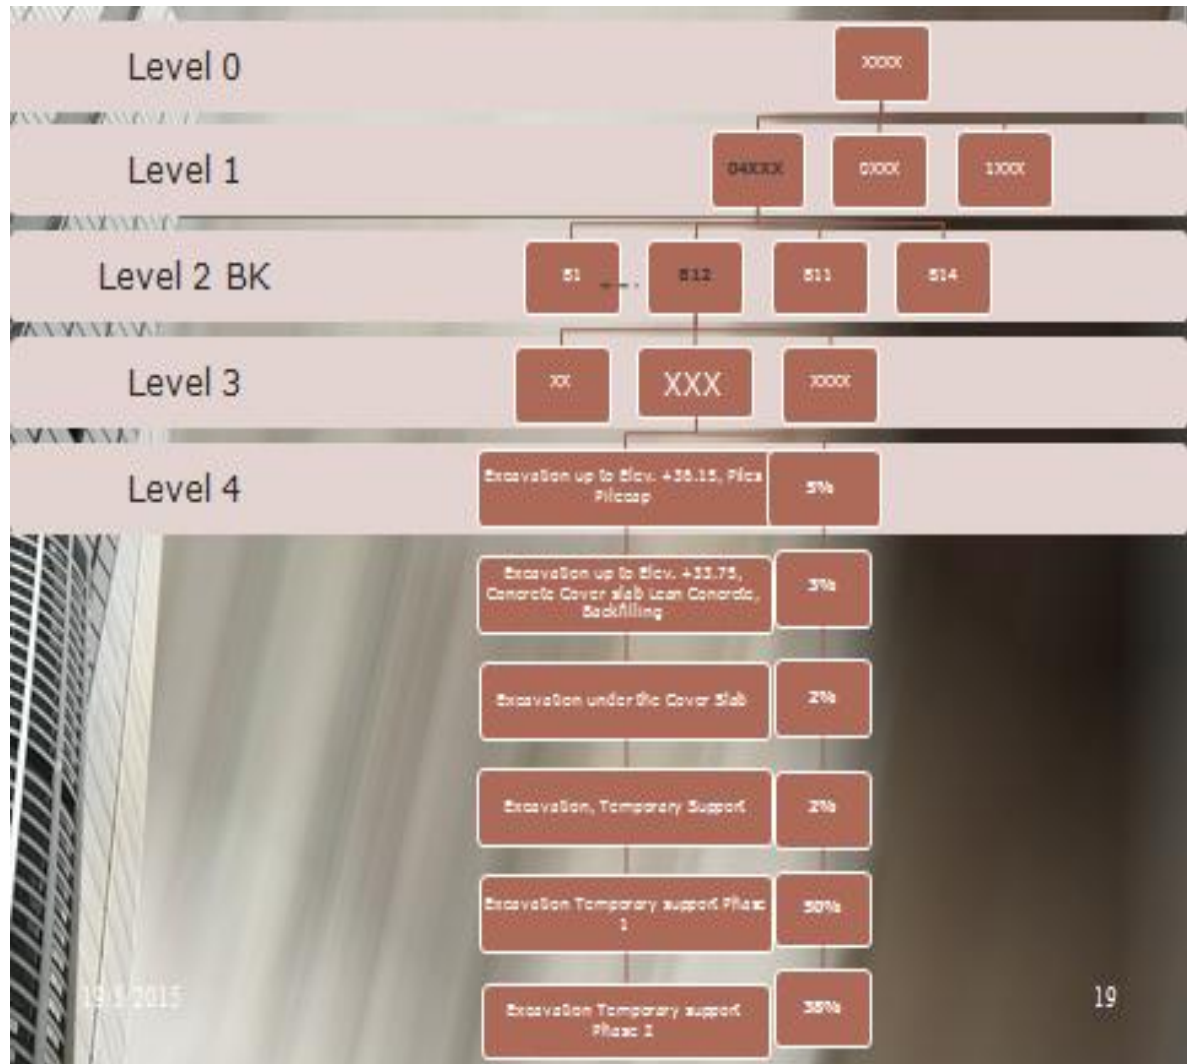 Level 0
XXXX
Level 1
04XXX
0XXX
1XXX
Level 2 BK
B1
B12
B11
B14
Level 3
XX
XXX
XXXX
Level 4
Excavation up to Elev. +36.15, Piles
Pilecap
5%
Excavation up to Elev. +33.75,
Concrete Cover slab Lean Concrete,
Backfilling
3%
Excavation under the Cover Slab
2%
Excavation, Temporary Support
2%
Excavation Temporary support Phase
1
50%
Excavation Temporary support
Phase 2
38%
2015
19